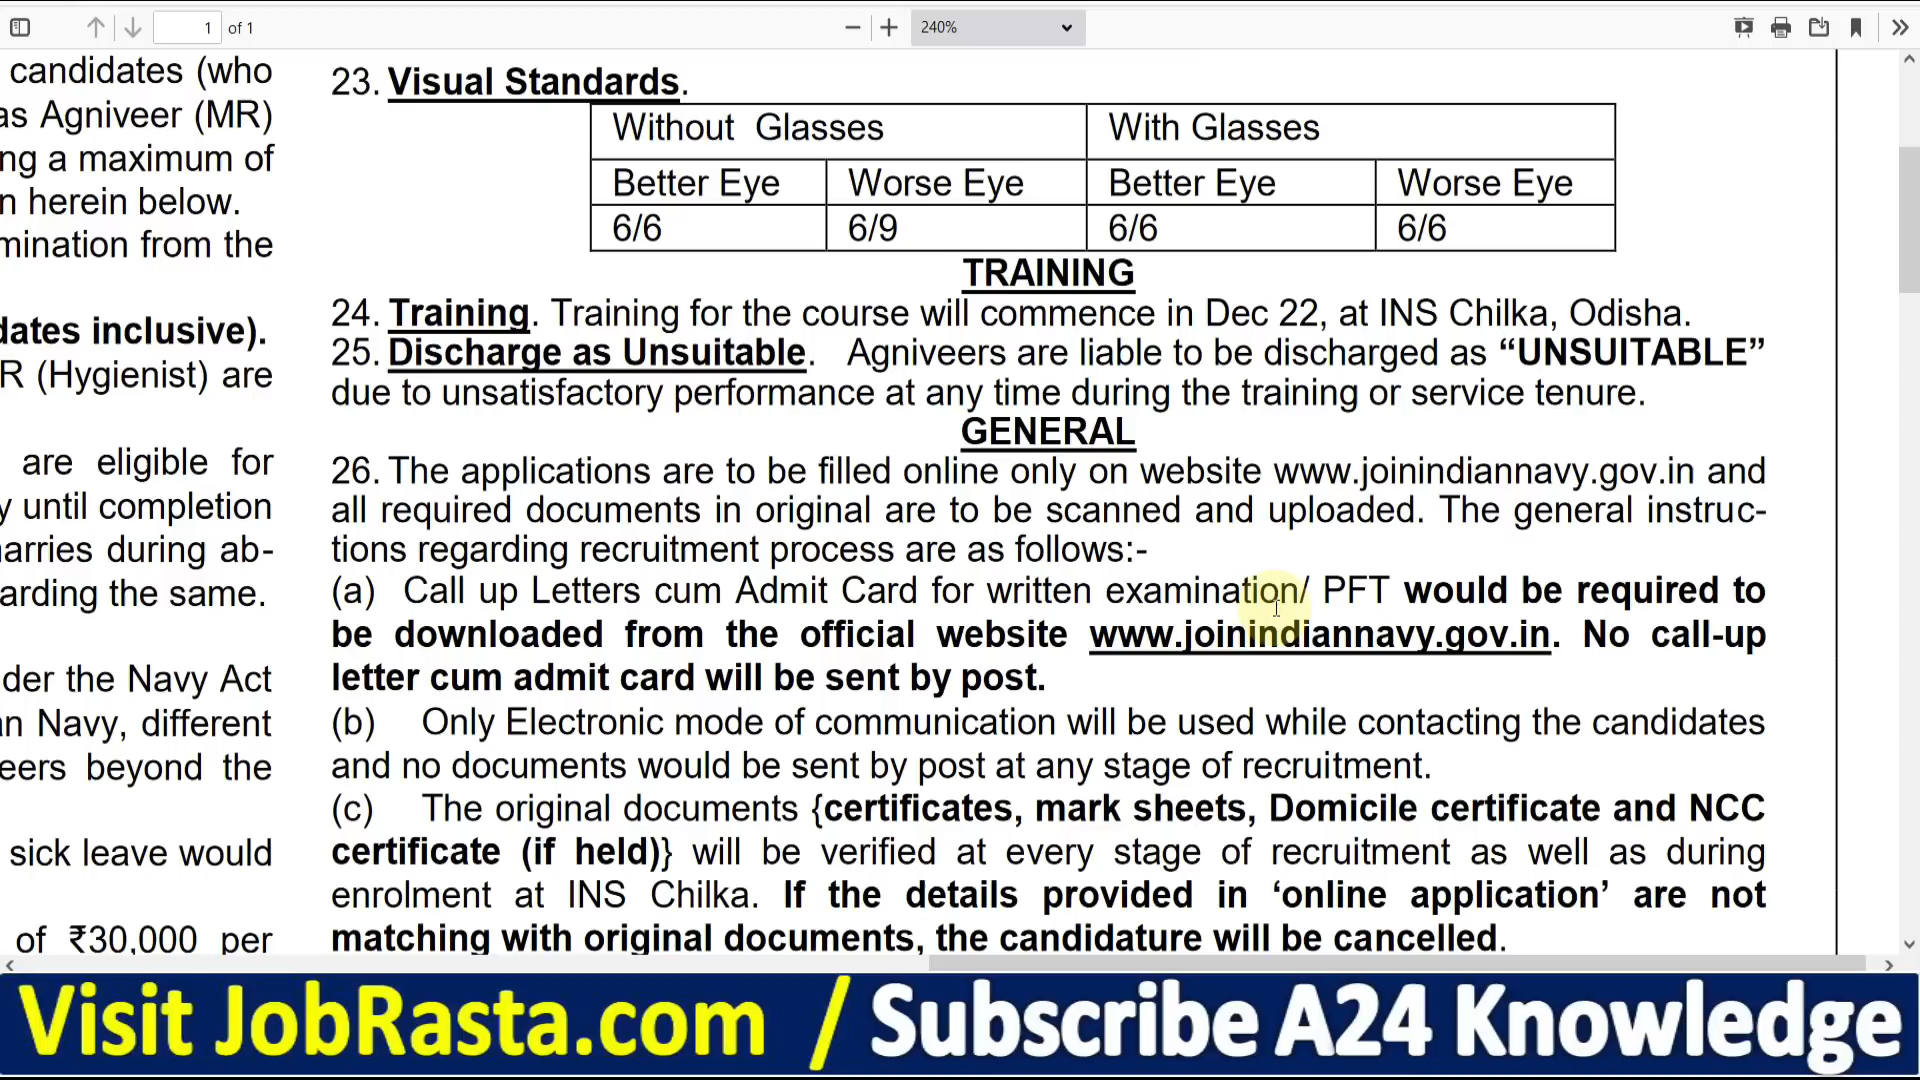 1 of 1
240%
candidates (who
as Agniveer (MR)
ng a maximum of
n herein below.
mination from the
dates inclusive).
R (Hygienist) are
are eligible for
y until completion
arries during ab-
arding the same.
der the Navy Act
n Navy, different
eers beyond the
sick leave would
of ₹30,000 per
23. Visual Standards.
Without Glasses With Glasses
Better Eye Worse Eye Better Eye Worse Eye
6/6 6/9 6/6 6/6
TRAINING
24. Training. Training for the course will commence in Dec 22, at INS Chilka, Odisha.
25. Discharge as Unsuitable. Agniveers are liable to be discharged as “UNSUITABLE”
due to unsatisfactory performance at any time during the training or service tenure.
GENERAL
26. The applications are to be filled online only on website www.joinindiannavy.gov.in and
all required documents in original are to be scanned and uploaded. The general instruc-
tions regarding recruitment process are as follows:-
(a) Call up Letters cum Admit Card for written examination/ PFT would be required to
be downloaded from the official website www.joinindiannavy.gov.in. No call-up
letter cum admit card will be sent by post.
(b) Only Electronic mode of communication will be used while contacting the candidates
and no documents would be sent by post at any stage of recruitment.
(c) The original documents {certificates, mark sheets, Domicile certificate and NCC
certificate (if held)} will be verified at every stage of recruitment as well as during
enrolment at INS Chilka. If the details provided in ‘online application’ are not
matching with original documents, the candidature will be cancelled.
Visit JobRasta.com / Subscribe A24 Knowledge